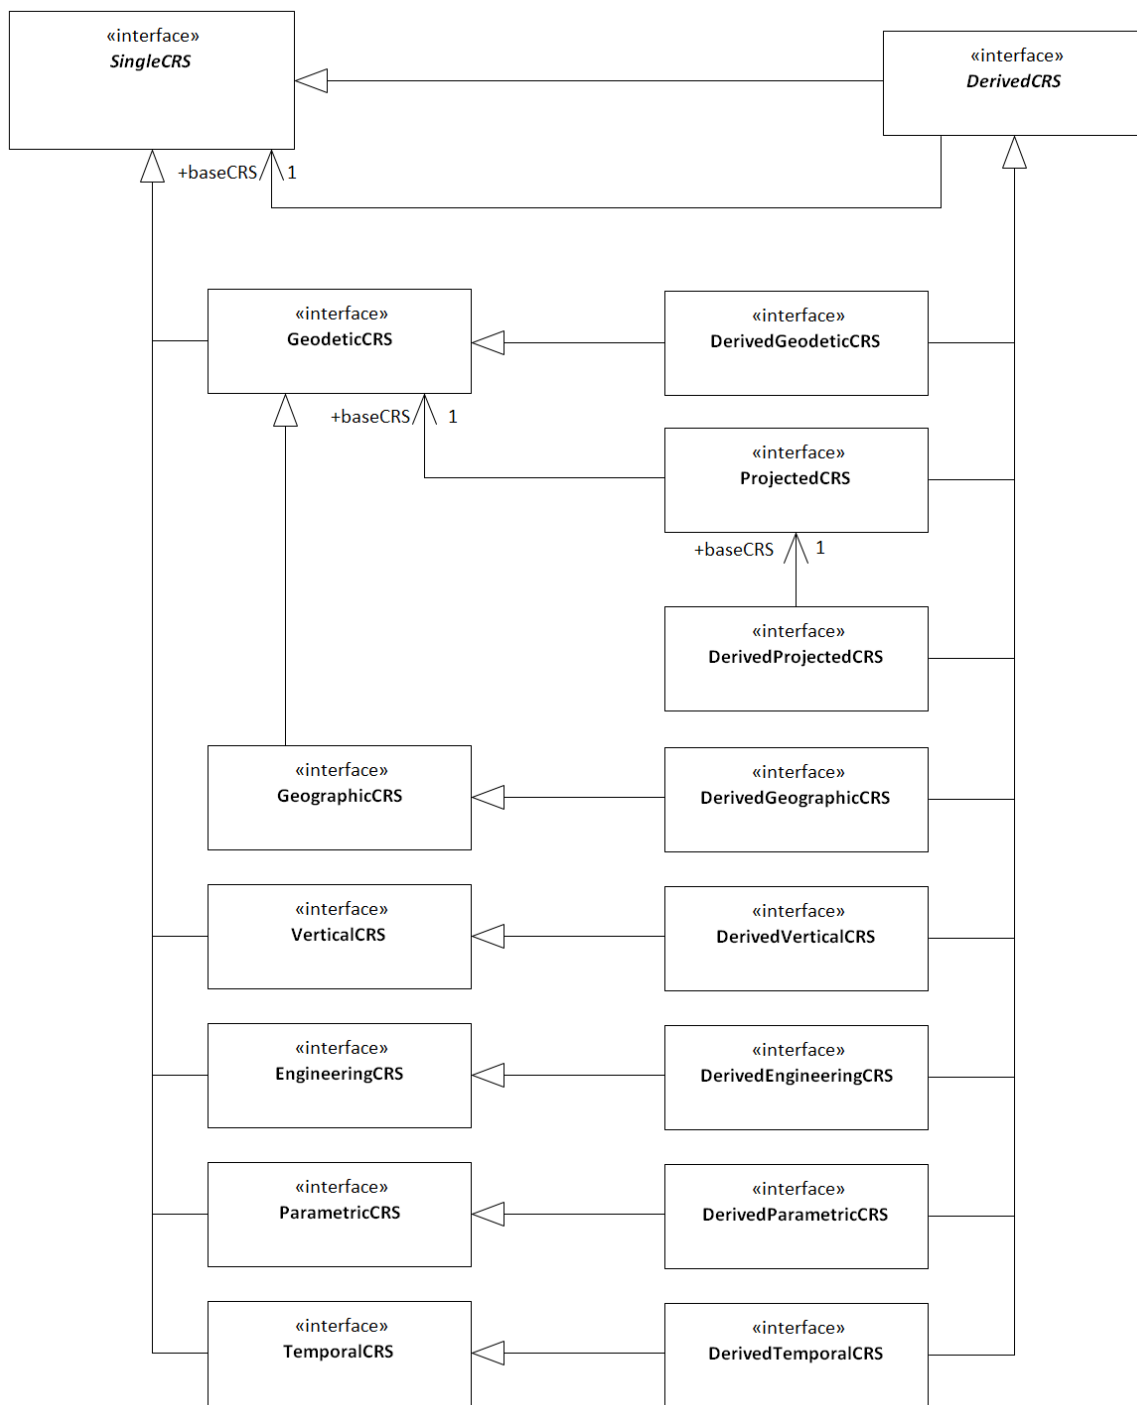 «interface»
SingleCRS
«interface»
DerivedCRS
+baseCRS 1
«interface»
GeodeticCRS
«interface»
DerivedGeodeticCRS
+baseCRS 1
«interface»
ProjectedCRS
+baseCRS 1
«interface»
DerivedProjectedCRS
«interface»
GeographicCRS
«interface»
DerivedGeographicCRS
«interface»
VerticalCRS
«interface»
DerivedVerticalCRS
«interface»
EngineeringCRS
«interface»
DerivedEngineeringCRS
«interface»
ParametricCRS
«interface»
DerivedParametricCRS
«interface»
TemporalCRS
«interface»
DerivedTemporalCRS